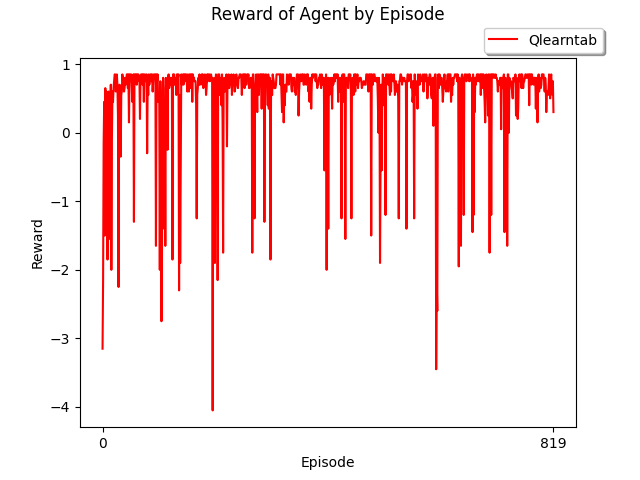 Reward of Agent by Episode
Qlearntab
1
0
−1
−2
−3
−4
Reward
0
819
Episode